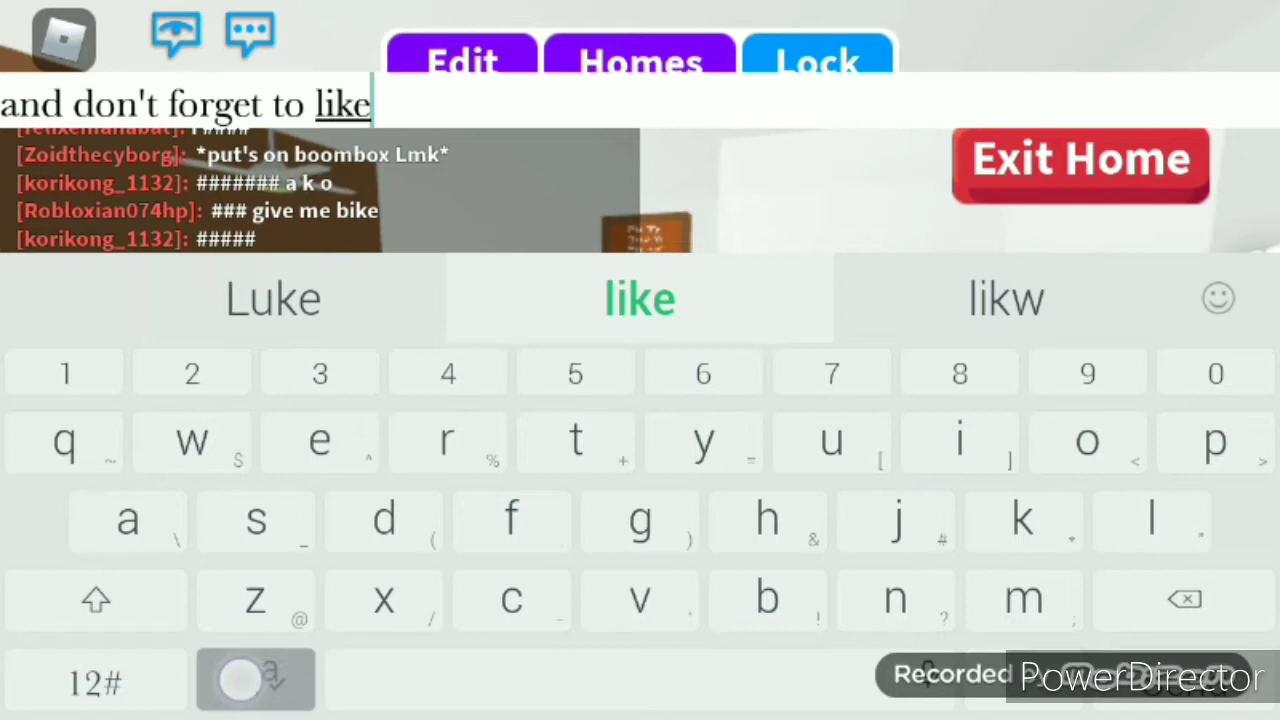 Edit Homes Lock
and don't forget to like
[Zoidthecyborg]: *put's on boombox Lmk*
[korikong_1132]: ####### a k o
[Robloxian074hp]: ### give me bike
[korikong_1132]: #####
Exit Home
Luke like likw
1 2 3 4 5 6 7 8 9 0
q ~ w $ e ^ r % t + y = u [ i ] o < p >
a \ s _ d ( f g ) h & j # k * l "
z @ x / c - v ' b ! n ? m ;
12# a
Recorded
PowerDirector